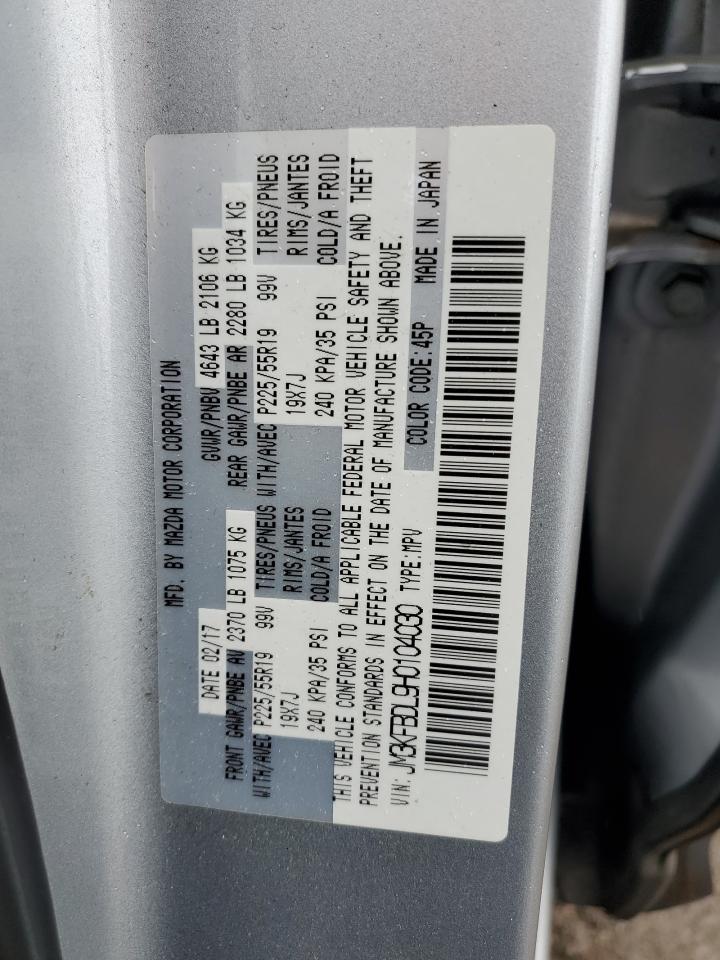 MFD. BY MAZDA MOTOR CORPORATION
DATE 02/17 GVWR/PNBV 4643 LB 2106 KG
FRONT GAWR/PNBE AV 2370 LB 1075 KG REAR GAWR/PNBE AR 2280 LB 1034 KG
WITH/AVEC P225/55R19 99V TIRES/PNEUS WITH/AVEC P225/55R19 99V TIRES/PNEUS
19X7J RIMS/JANTES 19X7J RIMS/JANTES
240 KPA/35 PSI COLD/A FROID 240 KPA/35 PSI COLD/A FROID
THIS VEHICLE CONFORMS TO ALL APPLICABLE FEDERAL MOTOR VEHICLE SAFETY AND THEFT
PREVENTION STANDARDS IN EFFECT ON THE DATE OF MANUFACTURE SHOWN ABOVE.
VIN: JM3KFBDL9H0104030 TYPE:MPV COLOR CODE:45P MADE IN JAPAN